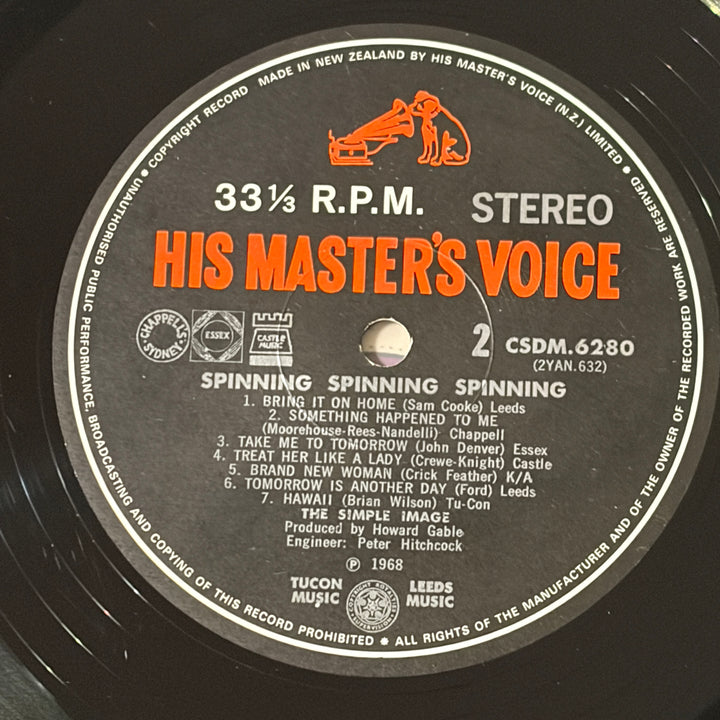 COPYRIGHT RECORD MADE IN NEW ZEALAND BY HIS MASTER'S VOICE (N.Z.) LIMITED.
33⅓ R.P.M. STEREO
HIS MASTER'S VOICE
CHAPPELLS SYDNEY
ESSEX
CASTLE MUSIC
2 CSDM.6280
(2YAN.632)
SPINNING SPINNING SPINNING
1. BRING IT ON HOME (Sam Cooke) Leeds
2. SOMETHING HAPPENED TO ME
(Moorehouse-Rees-Nandelli) Chappell
3. TAKE ME TO TOMORROW (John Denver) Essex
4. TREAT HER LIKE A LADY (Crewe-Knight) Castle
5. BRAND NEW WOMAN (Crick Feather) K/A
6. TOMORROW IS ANOTHER DAY (Ford) Leeds
7. HAWAII (Brian Wilson) Tu-Con
THE SIMPLE IMAGE
Produced by Howard Gable
Engineer: Peter Hitchcock
℗ 1968
TUCON MUSIC
LEEDS MUSIC
UNAUTHORISED PUBLIC PERFORMANCE, BROADCASTING AND COPYING OF THIS RECORD PROHIBITED ✱ ALL RIGHTS OF THE MANUFACTURER AND OF THE OWNER OF THE RECORDED WORK ARE RESERVED